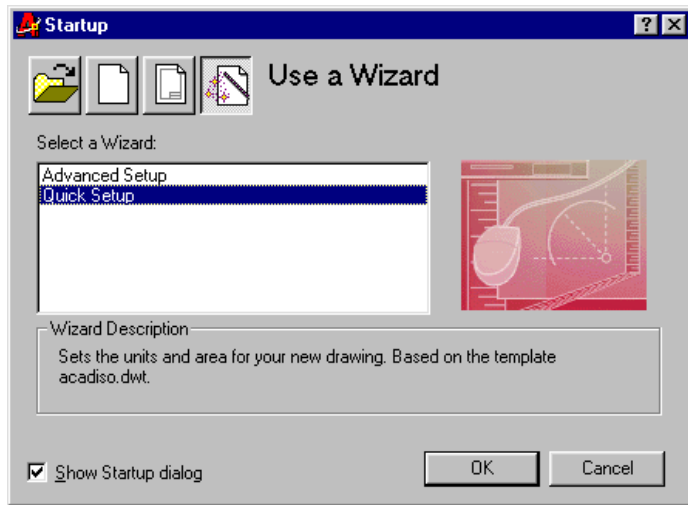 Startup
Use a Wizard
Select a Wizard:
Advanced Setup
Quick Setup
Wizard Description
Sets the units and area for your new drawing. Based on the template
acadiso.dwt.
Show Startup dialog
OK
Cancel